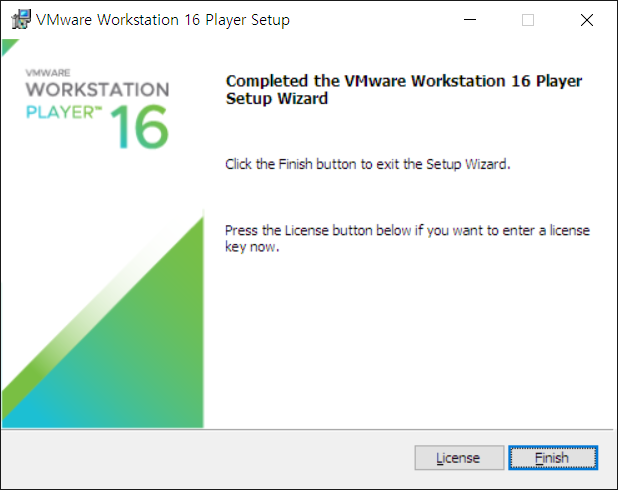 VMware Workstation 16 Player Setup
VMWARE
WORKSTATION
PLAYER™
16
Completed the VMware Workstation 16 Player
Setup Wizard
Click the Finish button to exit the Setup Wizard.
Press the License button below if you want to enter a license
key now.
License
Finish